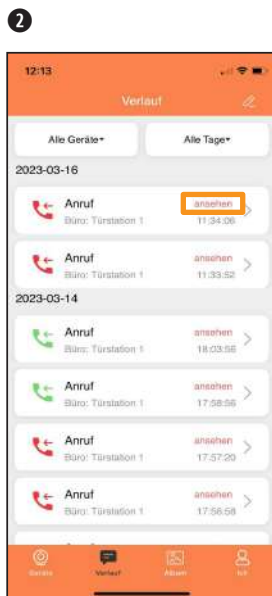 2
12:13
Verlauf
Alle Geräte
Alle Tage
2023-03-16
Anruf
ansehen
Büro: Türstation 1
11:34:06
Anruf
ansehen
Büro: Türstation 1
11:33:52
2023-03-14
Anruf
ansehen
Büro: Türstation 1
18:03:56
Anruf
ansehen
Büro: Türstation 1
17:58:56
Anruf
ansehen
Büro: Türstation 1
17:57:20
Anruf
ansehen
Büro: Türstation 1
17:56:58
Geräte
Verlauf
Album
Ich